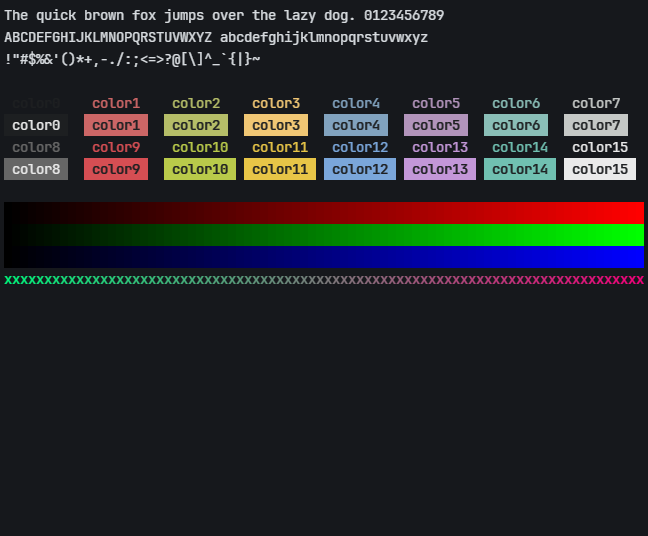 The quick brown fox jumps over the lazy dog. 0123456789
ABCDEFGHIJKLMNOPQRSTUVWXYZ abcdefghijklmnopqrstuvwxyz
!"#$%&'()*+,-./:;<=>?@[\]^_`{|}~
color0 color1 color2 color3 color4 color5 color6 color7
color0 color1 color2 color3 color4 color5 color6 color7
color8 color9 color10 color11 color12 color13 color14 color15
color8 color9 color10 color11 color12 color13 color14 color15
xxxxxxxxxxxxxxxxxxxxxxxxxxxxxxxxxxxxxxxxxxxxxxxxxxxxxxxxxxxxxxxxxxxxxxxxxxxxxxxx